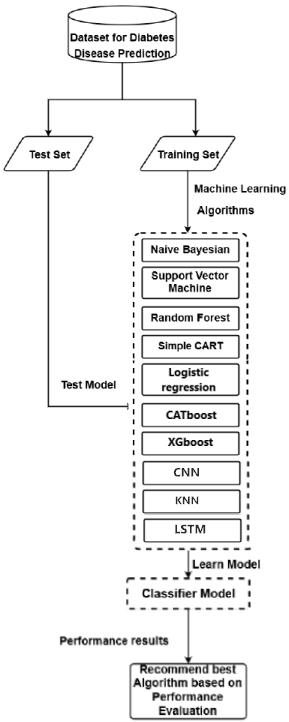 Dataset for Diabetes
Disease Prediction
Test Set
Training Set
Machine Learning
Algorithms
Naive Bayesian
Support Vector
Machine
Random Forest
Simple CART
Logistic
regression
Test Model
CATboost
XGboost
CNN
KNN
LSTM
Learn Model
Classifier Model
Performance results
Recommend best
Algorithm based on
Performance
Evaluation